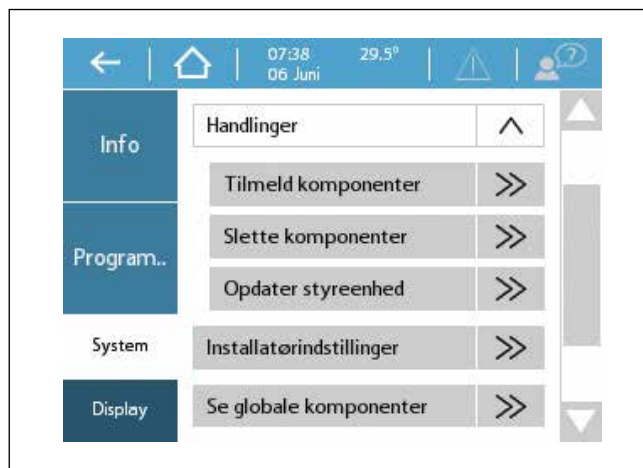 07:38 29.5°
06 Juni
?
Info
Program..
System
Display
Handlinger
Tilmeld komponenter
Slette komponenter
Opdater styreenhed
Installatørindstillinger
Se globale komponenter